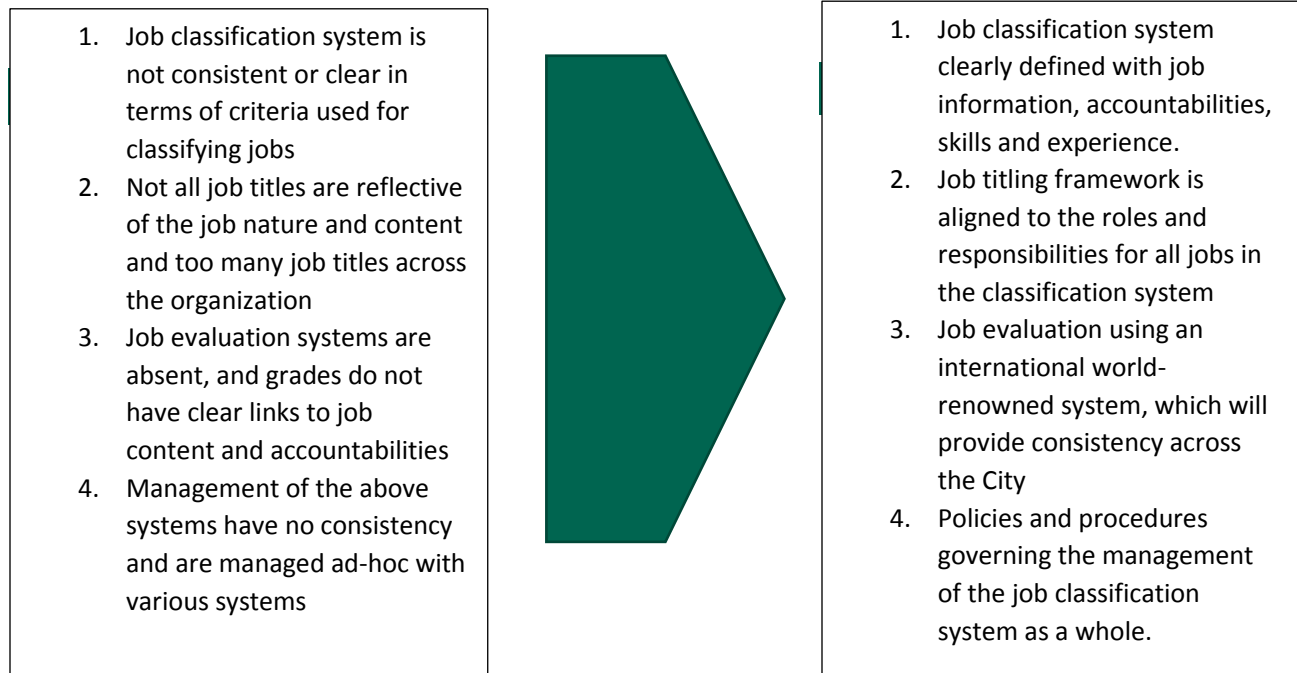 1. Job classification system is
not consistent or clear in
terms of criteria used for
classifying jobs
2. Not all job titles are reflective
of the job nature and content
and too many job titles across
the organization
3. Job evaluation systems are
absent, and grades do not
have clear links to job
content and accountabilities
4. Management of the above
systems have no consistency
and are managed ad-hoc with
various systems
1. Job classification system
clearly defined with job
information, accountabilities,
skills and experience.
2. Job titling framework is
aligned to the roles and
responsibilities for all jobs in
the classification system
3. Job evaluation using an
international world-
renowned system, which will
provide consistency across
the City
4. Policies and procedures
governing the management
of the job classification
system as a whole.